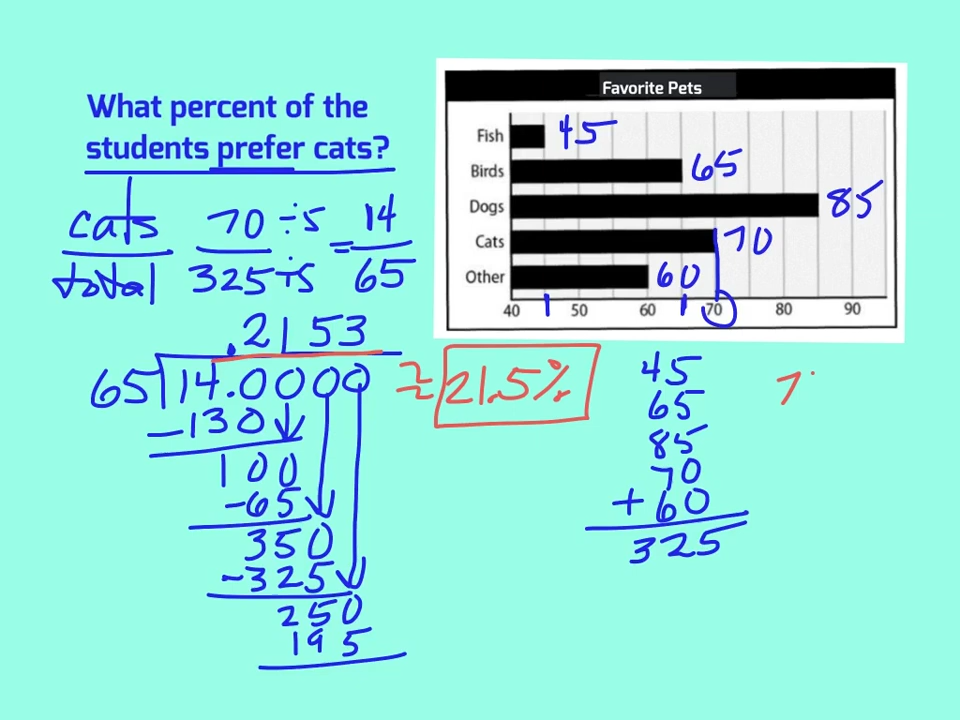 What percent of the
students prefer cats?
cats 70 ÷5 = 14
total 325 ÷5 65
.2153
65 14.0000 ≈ 21.5%
-130
100
-65
350
-325
250
195
Favorite Pets
Fish 45
Birds 65
Dogs 85
Cats 70
Other 60
40 50 60 70 80 90
45
65
85
70
+60
325